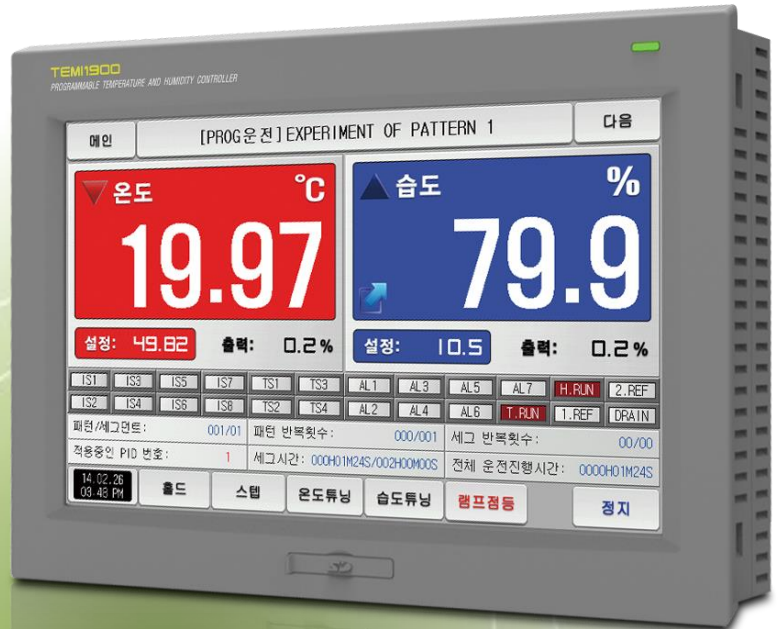 TEMI1900
PROGRAMMABLE TEMPERATURE AND HUMIDITY CONTROLLER
메인 [PROG운전]EXPERIMENT OF PATTERN 1 다음
온도 °C 습도 %
19.97 79.9
설정: 49.82 출력: 0.2% 설정: 10.5 출력: 0.2%
IS1 IS3 IS5 IS7 TS1 TS3 AL1 AL3 AL5 AL7 H.RUN 2.REF
IS2 IS4 IS6 IS8 TS2 TS4 AL2 AL4 AL6 T.RUN 1.REF DRAIN
패턴/세그먼트: 001/01 패턴 반복횟수: 000/001 세그 반복횟수: 00/00
적용중인 PID 번호: 1 세그시간: 000H01M24S/002H00M00S 전체 운전진행시간: 0000H01M24S
14.02.26
03:48 PM 홀드 스텝 온도튜닝 습도튜닝 램프점등 정지